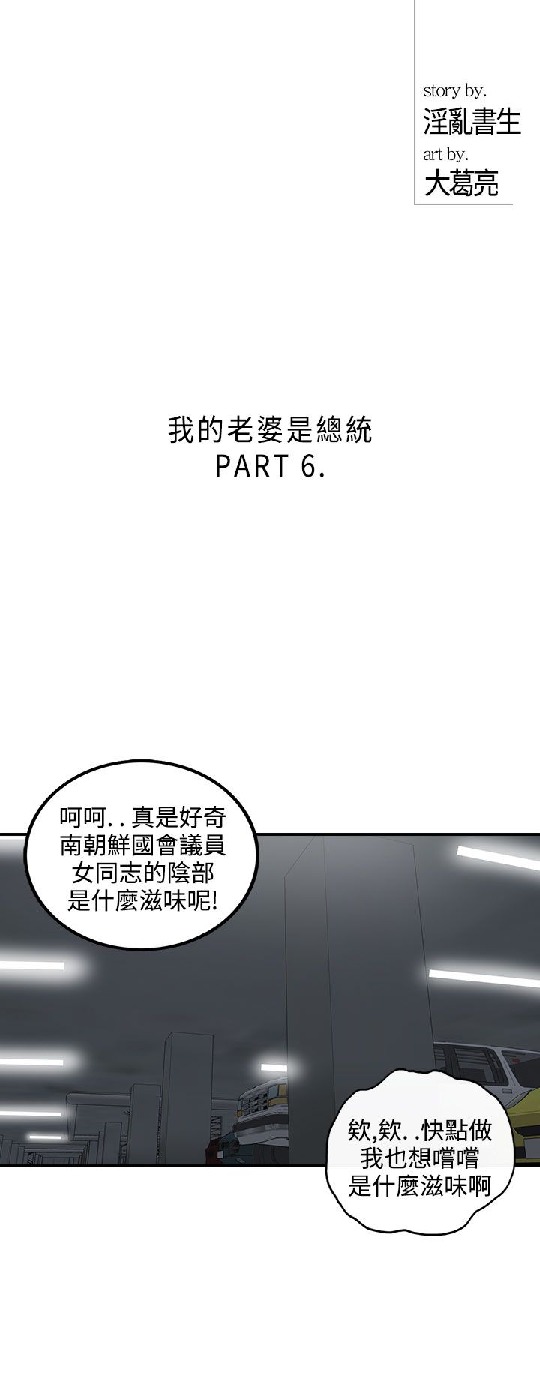 story by.
淫亂書生
art by.
大葛亮
我的老婆是總統
PART 6.
呵呵..真是好奇
南朝鮮國會議員
女同志的陰部
是什麼滋味呢!
欸,欸..快點做
我也想嚐嚐
是什麼滋味啊